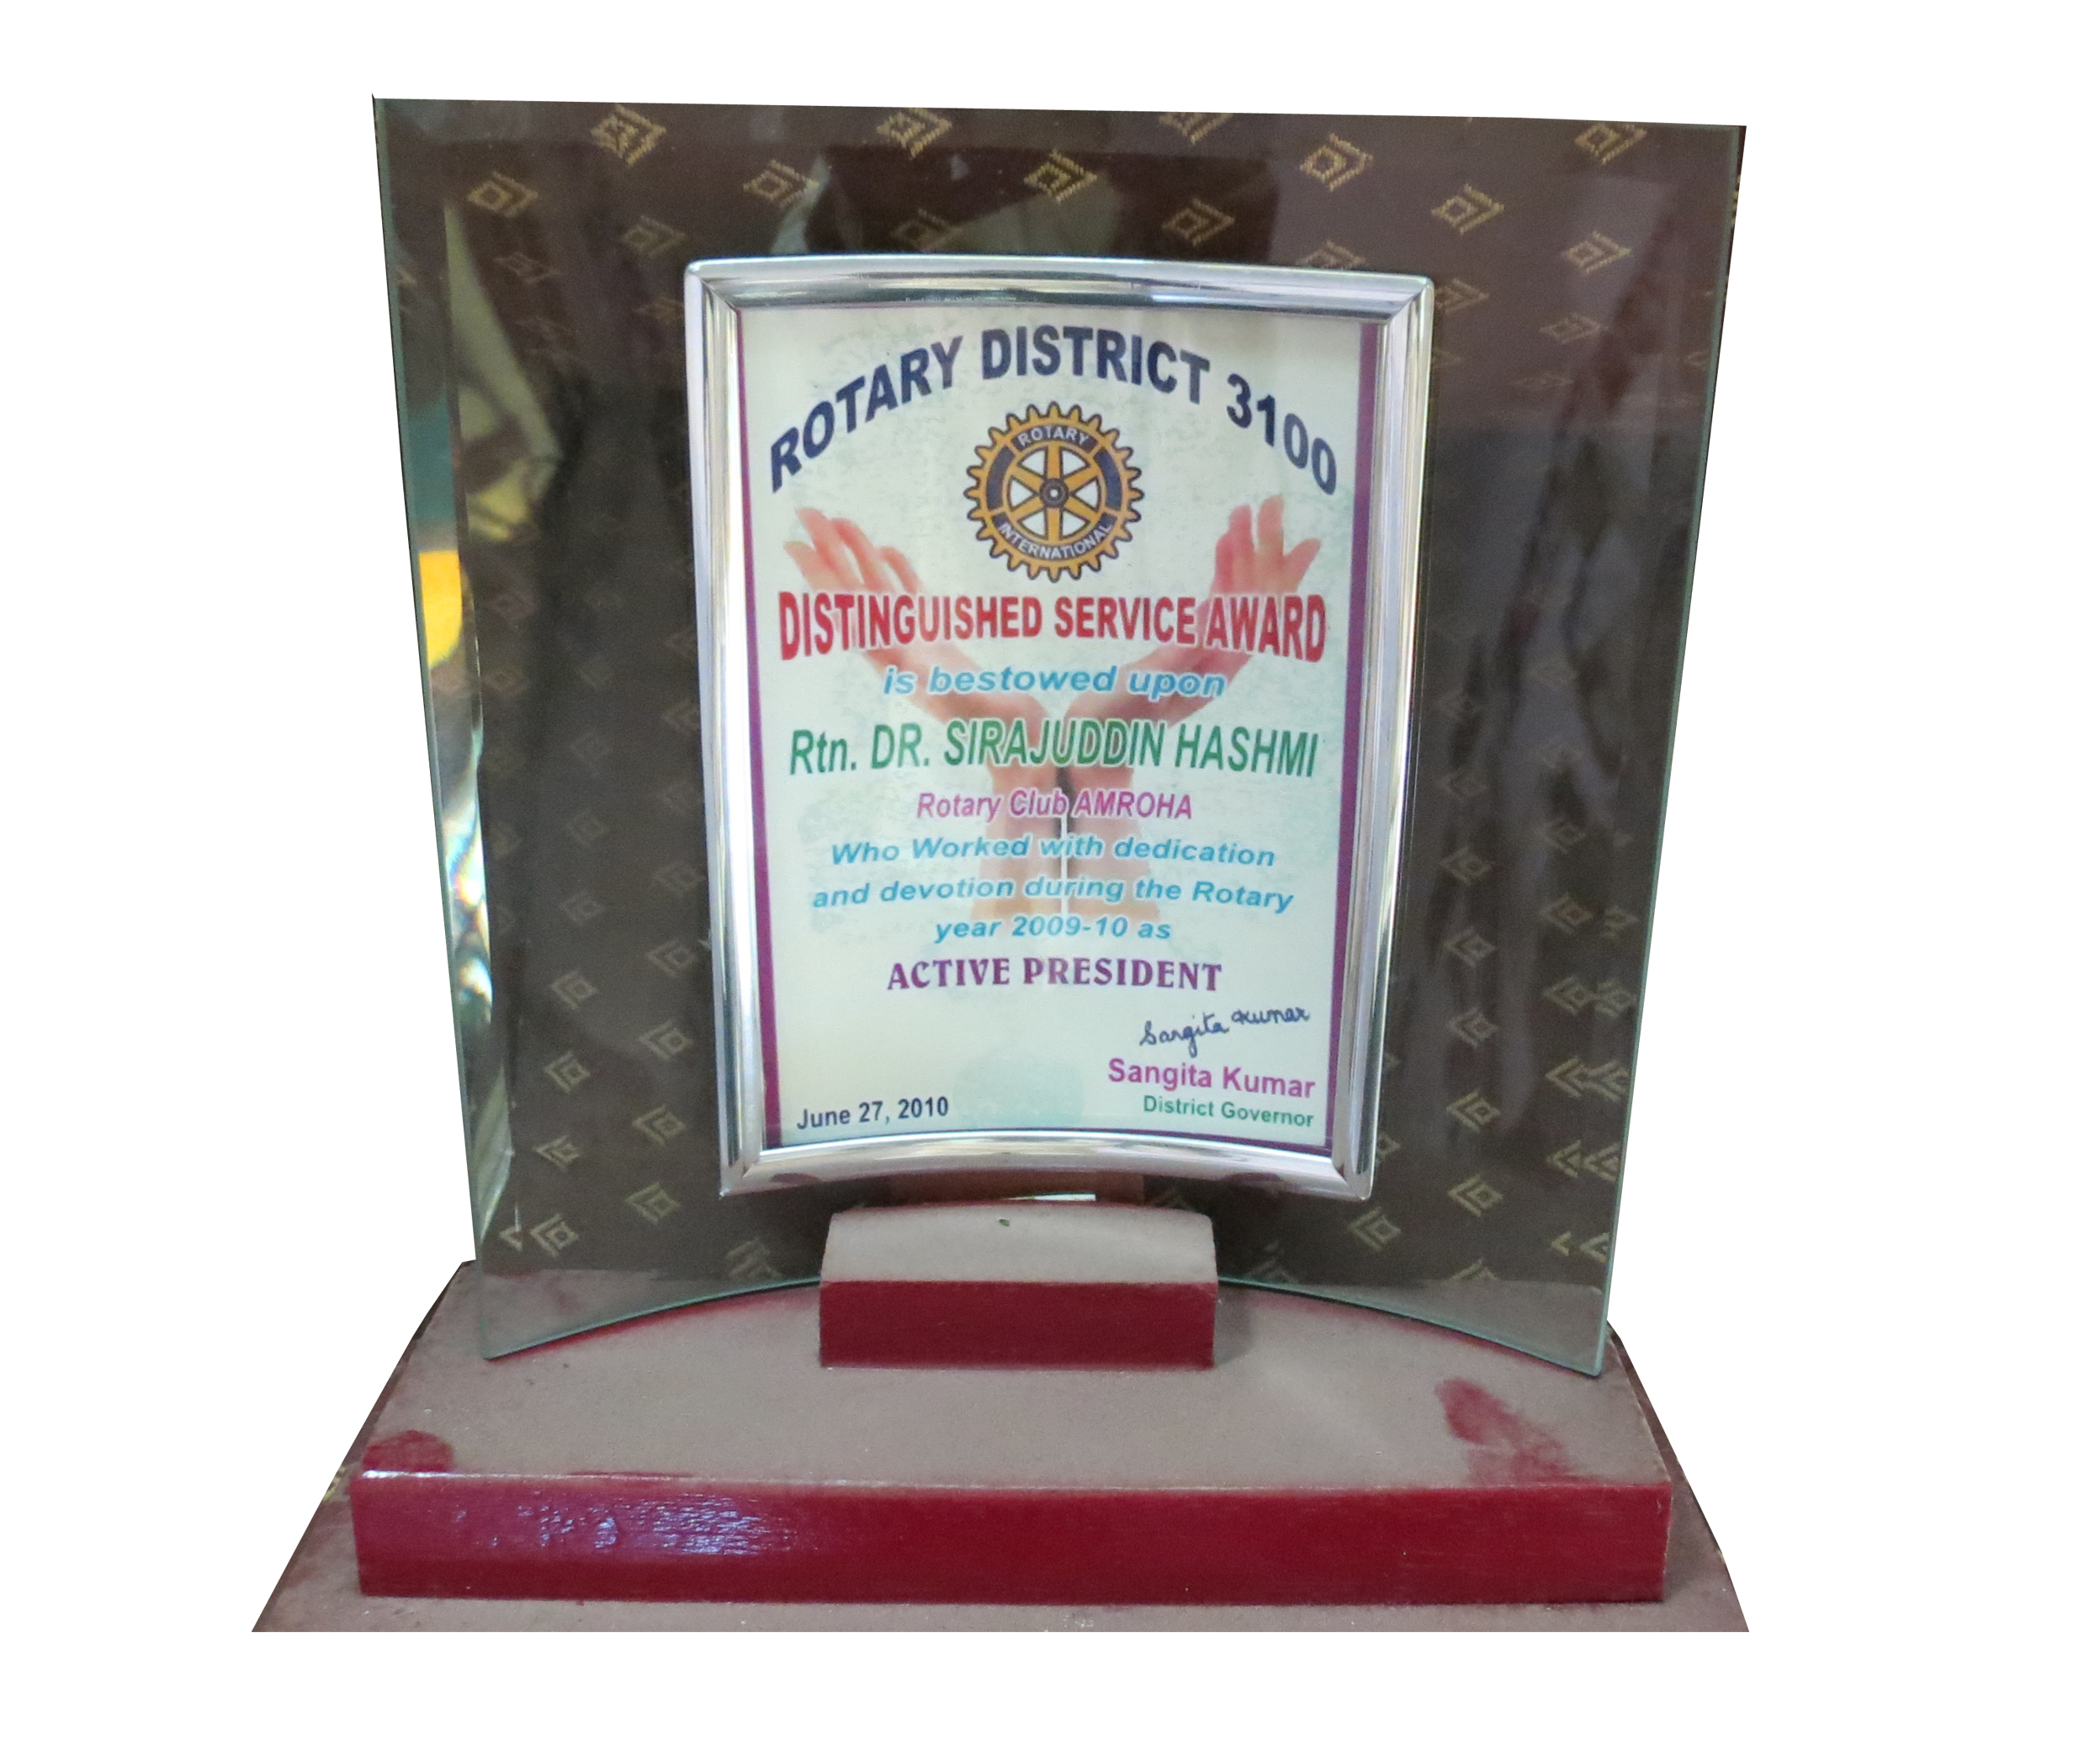 ROTARY DISTRICT 3100
ROTARY
INTERNATIONAL
DISTINGUISHED SERVICE AWARD
is bestowed upon
Rtn. DR. SIRAJUDDIN HASHMI
Rotary Club AMROHA
Who Worked with dedication
and devotion during the Rotary
year 2009-10 as
ACTIVE PRESIDENT
Sangita Kumar
Sangita Kumar
District Governor
June 27, 2010